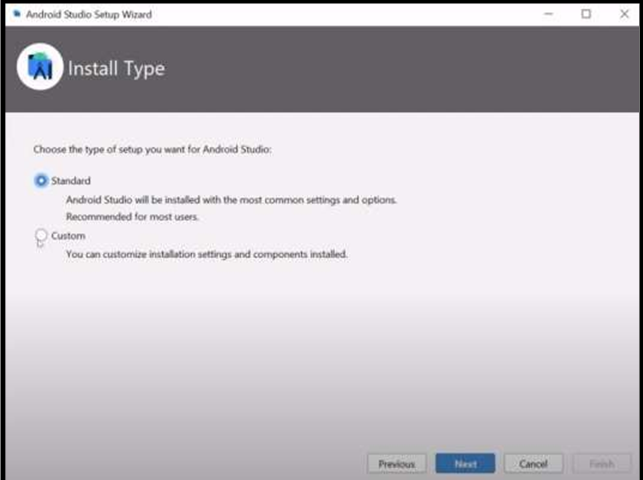 Android Studio Setup Wizard
Install Type
Choose the type of setup you want for Android Studio:
Standard
Android Studio will be installed with the most common settings and options.
Recommended for most users.
Custom
You can customize installation settings and components installed.
Previous Next Cancel Finish